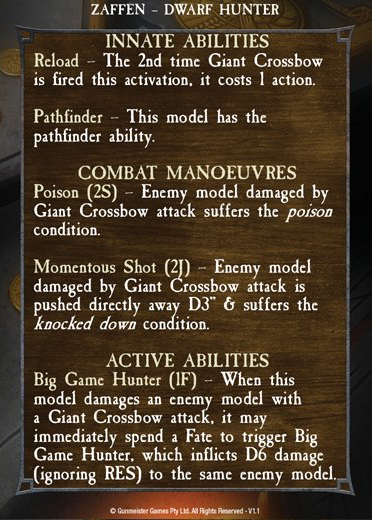 ZAFFEN – DWARF HUNTER
INNATE ABILITIES
Reload – The 2nd time Giant Crossbow
is fired this activation, it costs 1 action.
Pathfinder – This model has the
pathfinder ability.
COMBAT MANOEUVRES
Poison (2S) – Enemy model damaged by
Giant Crossbow attack suffers the poison
condition.
Momentous Shot (2J) – Enemy model
damaged by Giant Crossbow attack is
pushed directly away D3" & suffers the
knocked down condition.
ACTIVE ABILITIES
Big Game Hunter (1F) – When this
model damages an enemy model with
a Giant Crossbow attack, it may
immediately spend a Fate to trigger Big
Game Hunter, which inflicts D6 damage
(ignoring RES) to the same enemy model.
© Gunmeister Games Pty Ltd. All Rights Reserved - V1.1